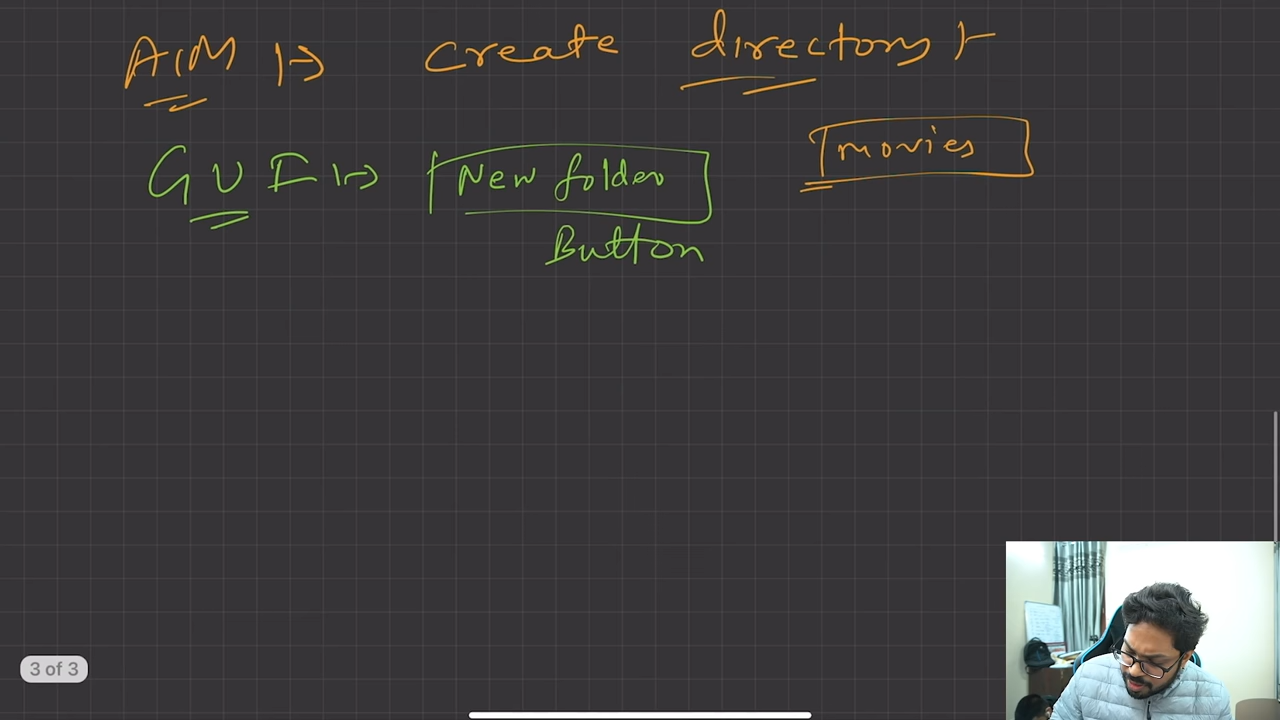 AIM :-> create directory :-
movies
GUI :-> New folder
Button
3 of 3